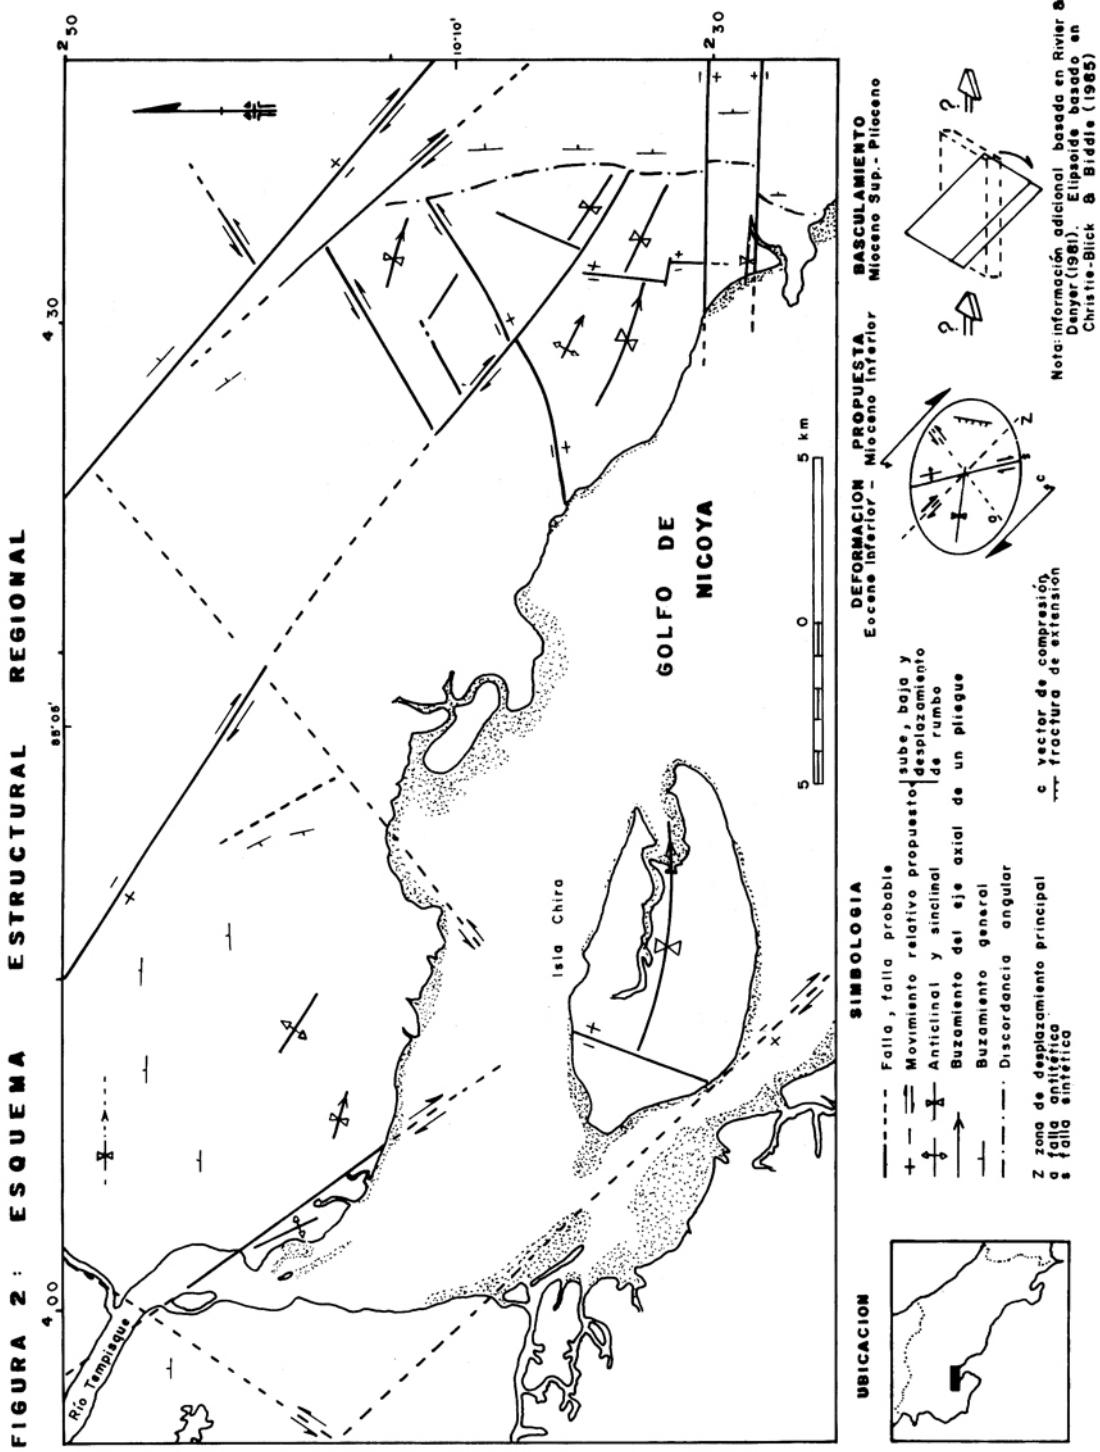 FIGURA 2: ESQUEMA ESTRUCTURAL REGIONAL
4 00
85°05'
4 30
2 50
10°10'
2 30
Río Tempisque
Isla Chira
GOLFO DE
NICOYA
5 0 5 km
UBICACION
SIMBOLOGIA
Falla, falla probable
Movimiento relativo propuesto: sube, baja y
desplazamiento
de rumbo
Anticlinal y sinclinal
Buzamiento del eje axial de un pliegue
Buzamiento general
Discordancia angular
Z zona de desplazamiento principal
a falla antitética
s falla sintética
c vector de compresión
fractura de extensión
DEFORMACION PROPUESTA
Eoceno Inferior - Mioceno Inferior
c
Z
s
a
c
BASCULAMIENTO
Mioceno Sup.- Plioceno
?
?
Nota: información adicional basada en Rivier &
Denyer (1981). Elipsoide basado en
Christie-Blick & Biddle (1985)